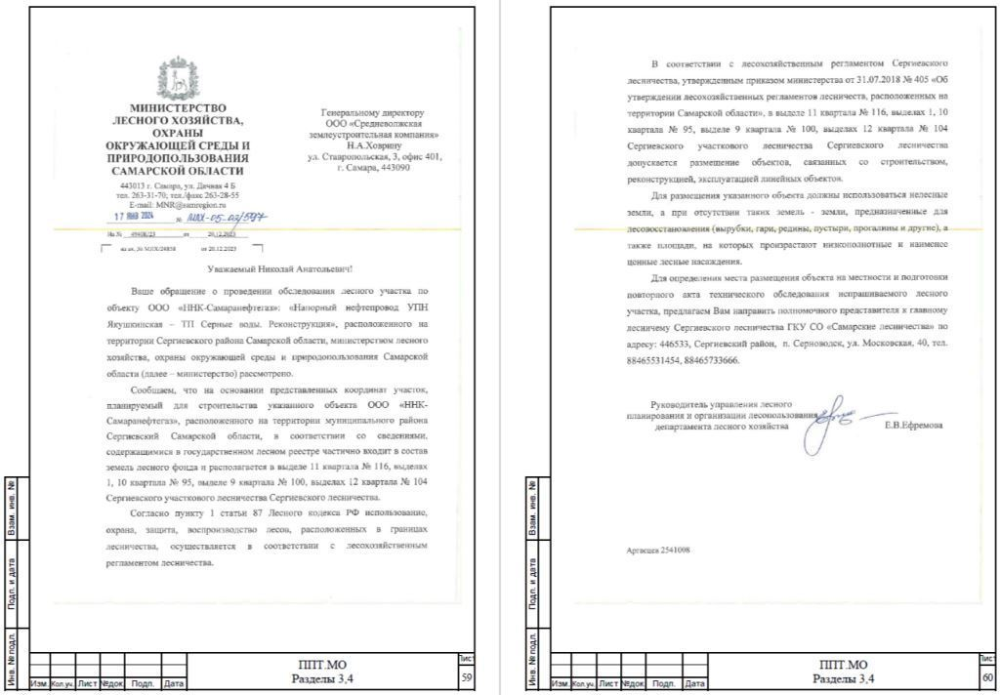 МИНИСТЕРСТВО
ЛЕСНОГО ХОЗЯЙСТВА,
ОХРАНЫ
ОКРУЖАЮЩЕЙ СРЕДЫ И
ПРИРОДОПОЛЬЗОВАНИЯ
САМАРСКОЙ ОБЛАСТИ
443013 г. Самара, ул. Дачная 4 Б
тел. 263-31-70; тел./факс 263-28-55
E-mail: MNR@samregion.ru
17 ЯНВ 2024 № МЛХ-05-02/597
На № 49408/23 от 20.12.2023
на вх. № МЛХ/24858 от 20.12.2023
Генеральному директору
ООО «Средневолжская
землеустроительная компания»
Н.А.Ховрину
ул. Ставропольская, 3, офис 401,
г. Самара, 443090
Уважаемый Николай Анатольевич!
Ваше обращение о проведении обследования лесного участка по
объекту ООО «ННК-Самаранефтегаз»: «Напорный нефтепровод УПН
Якушкинская – ТП Серные воды. Реконструкция», расположенного на
территории Сергиевского района Самарской области, министерством лесного
хозяйства, охраны окружающей среды и природопользования Самарской
области (далее – министерство) рассмотрено.
Сообщаем, что на основании представленных координат участок,
планируемый для строительства указанного объекта ООО «ННК-
Самаранефтегаз», расположенного на территории муниципального района
Сергиевский Самарской области, в соответствии со сведениями,
содержащимися в государственном лесном реестре частично входит в состав
земель лесного фонда и располагается в выделе 11 квартала № 116, выделах
1, 10 квартала № 95, выделе 9 квартала № 100, выделах 12 квартала № 104
Сергиевского участкового лесничества Сергиевского лесничества.
Согласно пункту 1 статьи 87 Лесного кодекса РФ использование,
охрана, защита, воспроизводство лесов, расположенных в границах
лесничества, осуществляется в соответствии с лесохозяйственным
регламентом лесничества.
Взам. инв. №
Подп. и дата
Инв. № подл.
Изм. Кол.уч. Лист №док. Подп. Дата
ППТ.МО
Разделы 3,4
Лист
59
В соответствии с лесохозяйственным регламентом Сергиевского
лесничества, утвержденным приказом министерства от 31.07.2018 № 405 «Об
утверждении лесохозяйственных регламентов лесничеств, расположенных на
территории Самарской области», в выделе 11 квартала № 116, выделах 1, 10
квартала № 95, выделе 9 квартала № 100, выделах 12 квартала № 104
Сергиевского участкового лесничества Сергиевского лесничества
допускается размещение объектов, связанных со строительством,
реконструкцией, эксплуатацией линейных объектов.
Для размещения указанного объекта должны использоваться нелесные
земли, а при отсутствии таких земель - земли, предназначенные для
лесовосстановления (вырубки, гари, редины, пустыри, прогалины и другие), а
также площади, на которых произрастают низкополнотные и наименее
ценные лесные насаждения.
Для определения места размещения объекта на местности и подготовки
повторного акта технического обследования испрашиваемого лесного
участка, предлагаем Вам направить полномочного представителя к главному
лесничему Сергиевского лесничества ГКУ СО «Самарские лесничества» по
адресу: 446533, Сергиевский район, п. Серноводск, ул. Московская, 40, тел.
88465531454, 88465733666.
Руководитель управления лесного
планирования и организации лесопользования
департамента лесного хозяйства
Е.В.Ефремова
Аргасцев 2541008
Взам. инв. №
Подп. и дата
Инв. № подл.
Изм. Кол.уч. Лист №док. Подп. Дата
ППТ.МО
Разделы 3,4
Лист
60